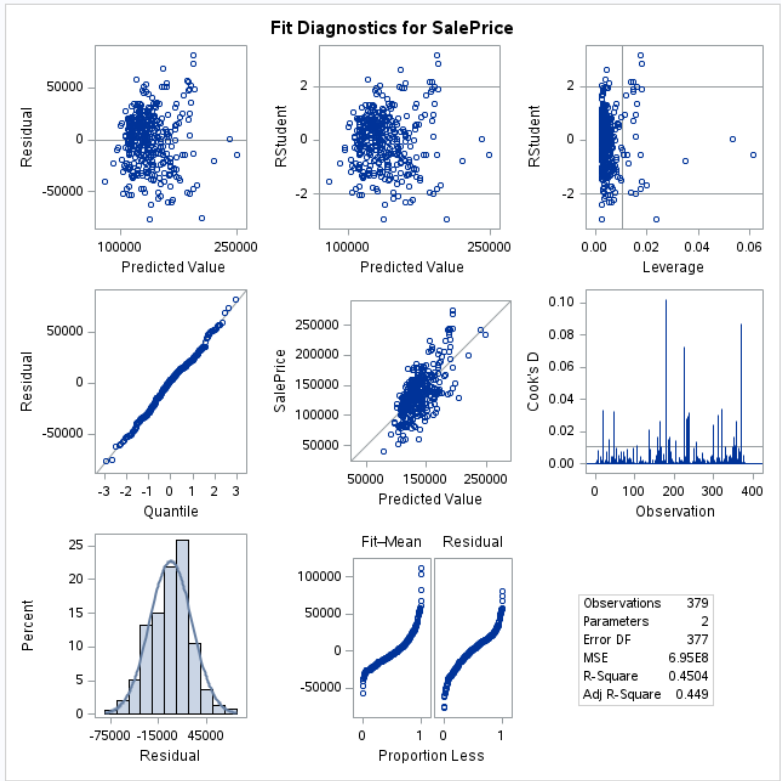 Fit Diagnostics for SalePrice
Residual
50000
0
-50000
100000 250000
Predicted Value
RStudent
2
0
-2
100000 250000
Predicted Value
RStudent
2
0
-2
0.00 0.02 0.04 0.06
Leverage
Residual
50000
0
-50000
-3 -2 -1 0 1 2 3
Quantile
SalePrice
250000
200000
150000
100000
50000
50000 150000 250000
Predicted Value
Cook's D
0.10
0.08
0.06
0.04
0.02
0.00
0 100 200 300 400
Observation
Percent
25
20
15
10
5
0
-75000 -15000 45000
Residual
Fit–Mean Residual
100000
50000
0
-50000
0 1 0 1
Proportion Less
Observations 379
Parameters 2
Error DF 377
MSE 6.95E8
R-Square 0.4504
Adj R-Square 0.449